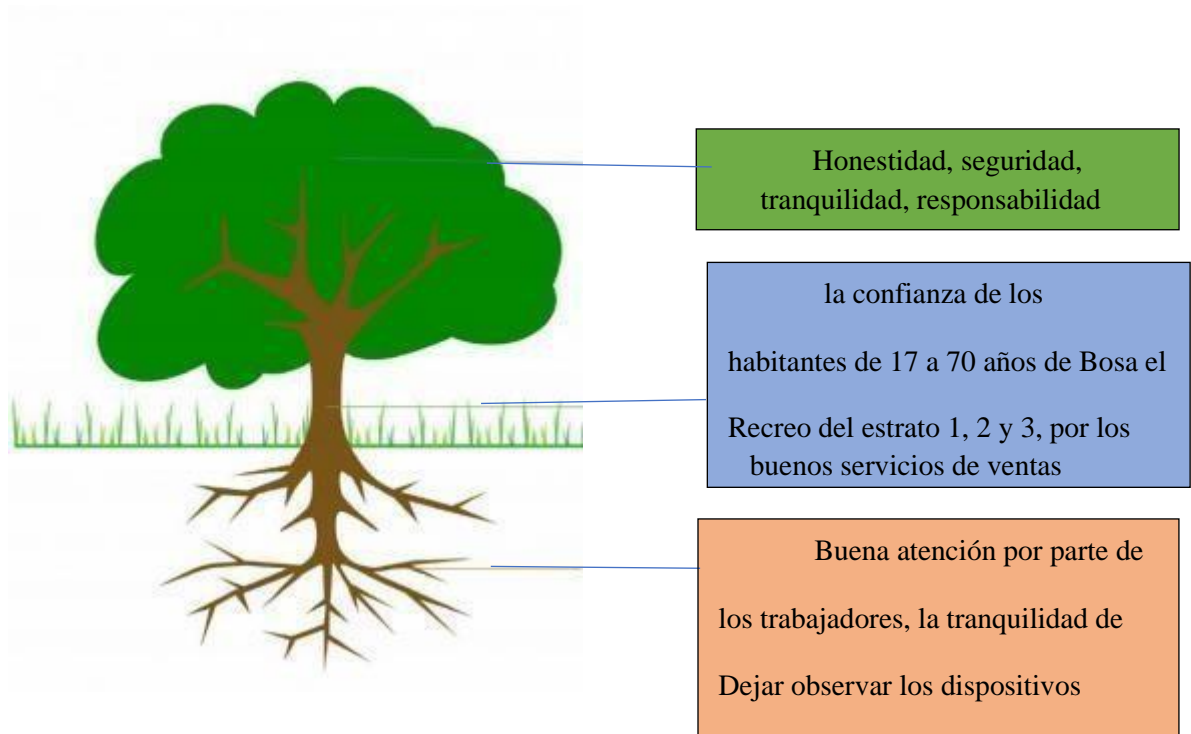 Honestidad, seguridad,
tranquilidad, responsabilidad
la confianza de los
habitantes de 17 a 70 años de Bosa el
Recreo del estrato 1, 2 y 3, por los
buenos servicios de ventas
Buena atención por parte de
los trabajadores, la tranquilidad de
Dejar observar los dispositivos